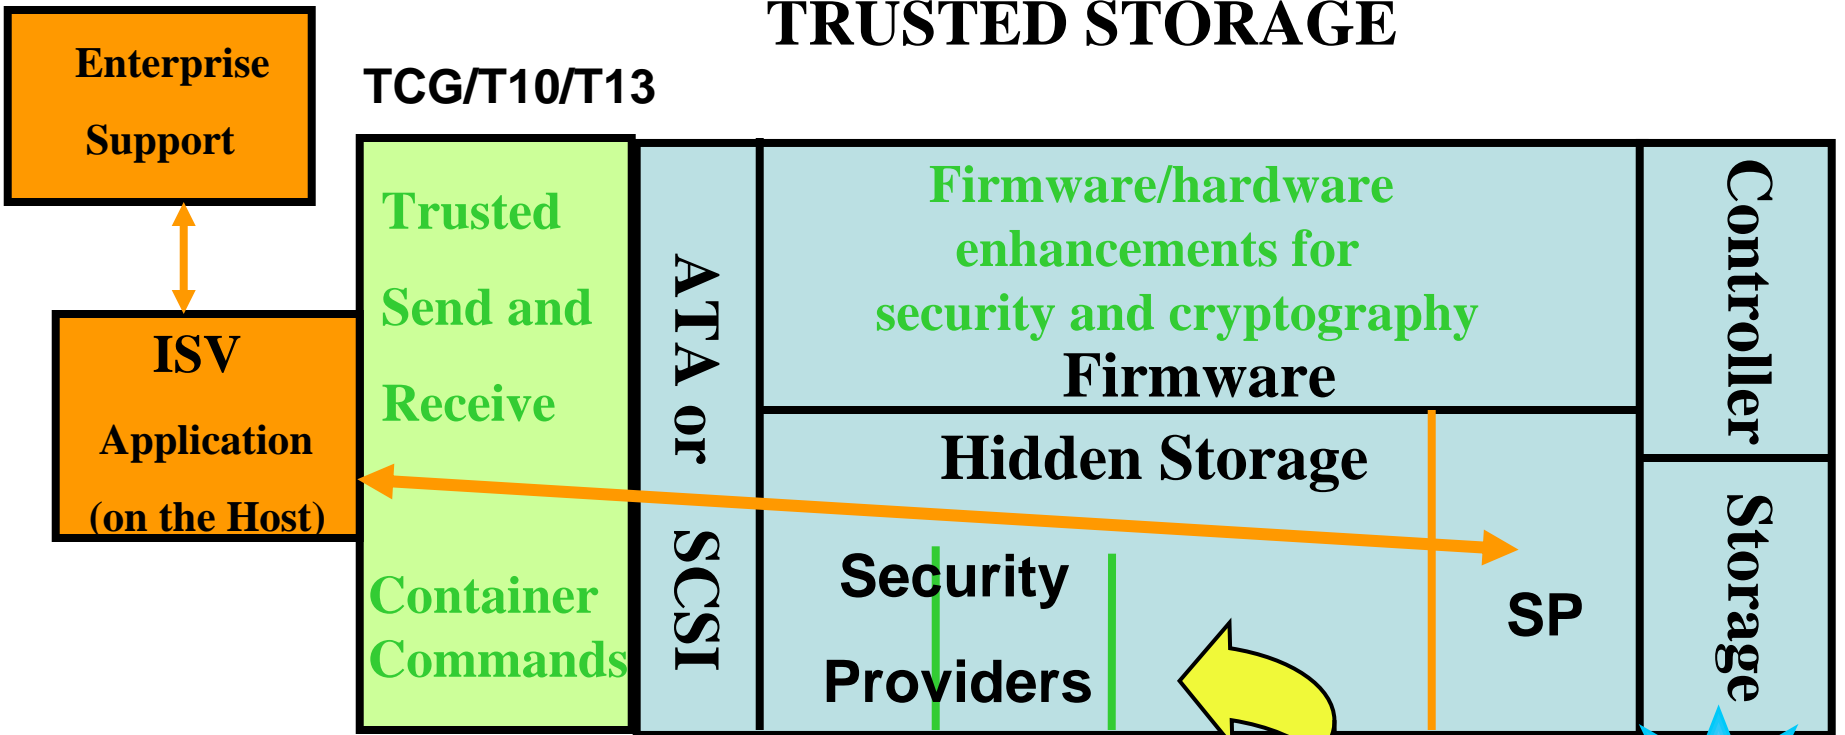 TRUSTED STORAGE
Enterprise
Support
TCG/T10/T13
ISV
Application
(on the Host)
Trusted
Send and
Receive
Container
Commands
ATA or SCSI
Firmware/hardware
enhancements for
security and cryptography
Firmware
Hidden Storage
Security
Providers
SP
Controller
Storage